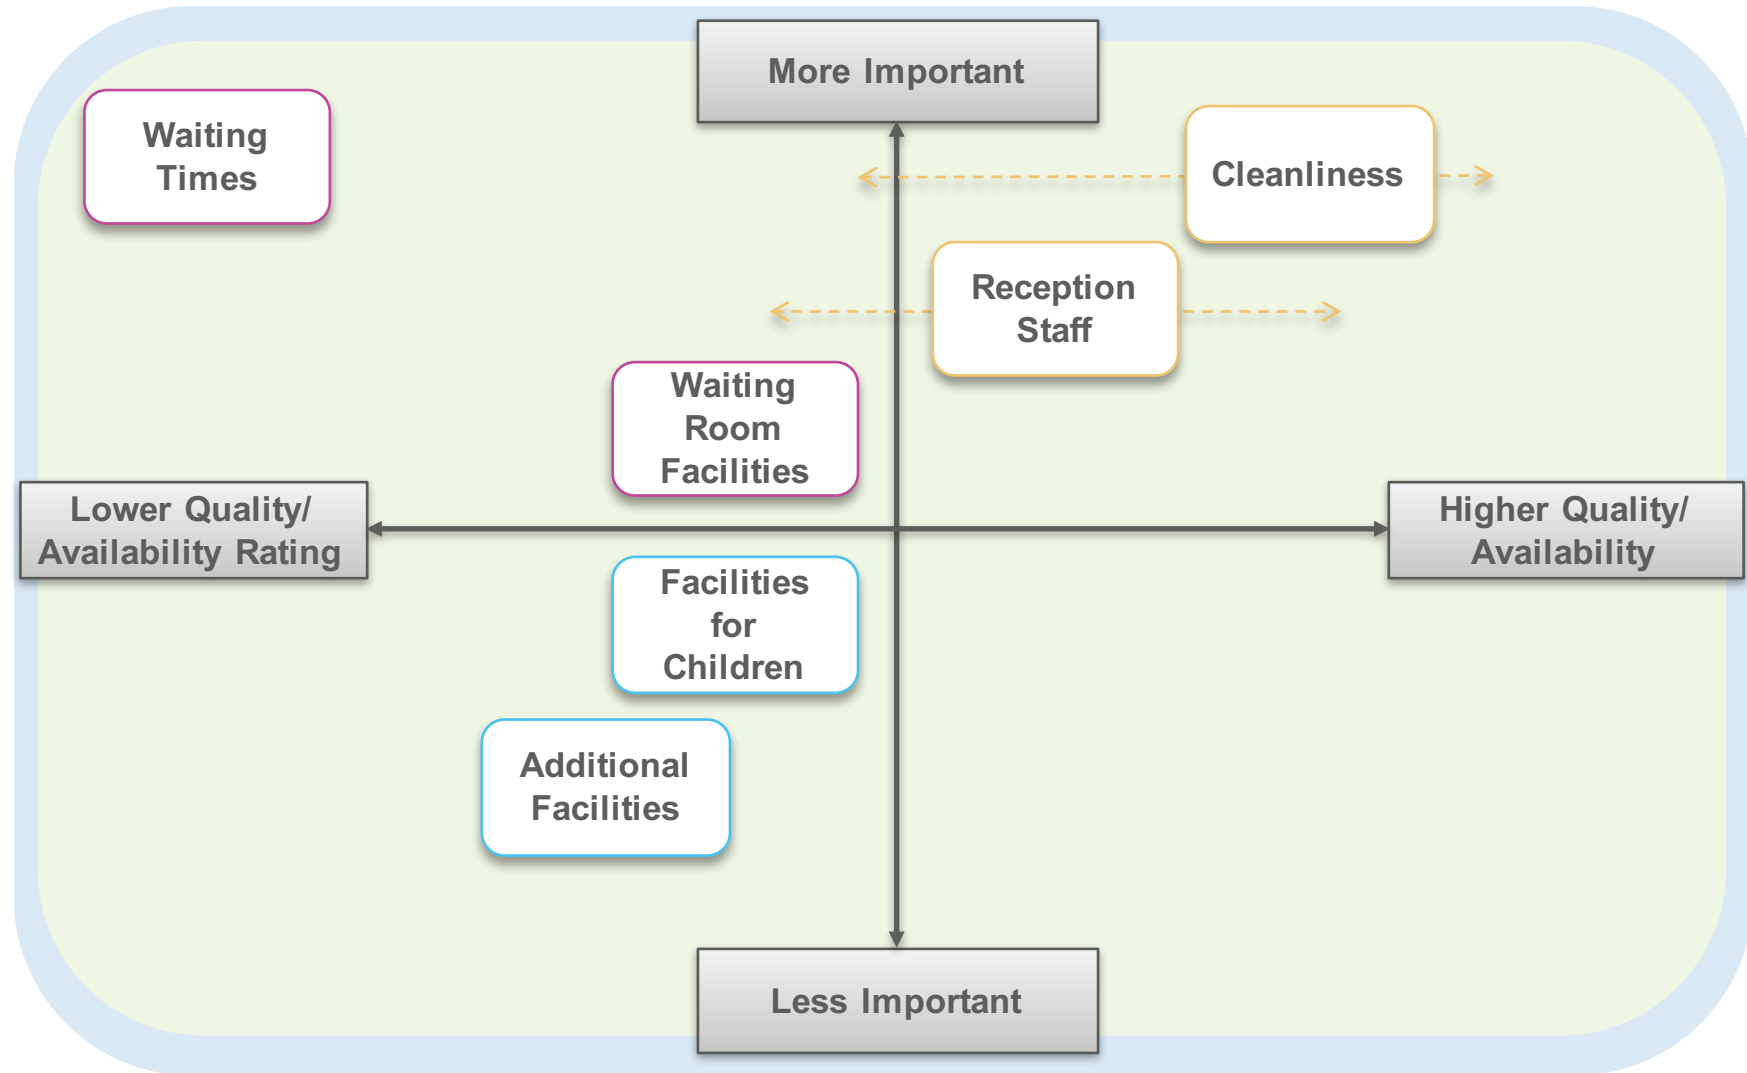 More Important
Waiting
Times
Cleanliness
Reception
Staff
Waiting
Room
Facilities
Lower Quality/
Availability Rating
Higher Quality/
Availability
Facilities
for
Children
Additional
Facilities
Less Important